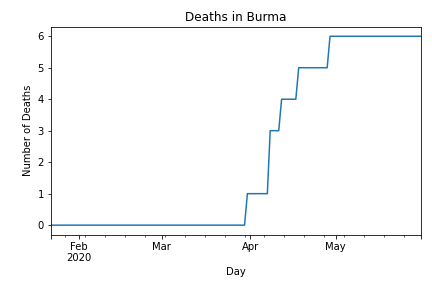 Deaths in Burma
6
5
4
3
2
1
0
Number of Deaths
Feb
2020
Mar
Apr
May
Day